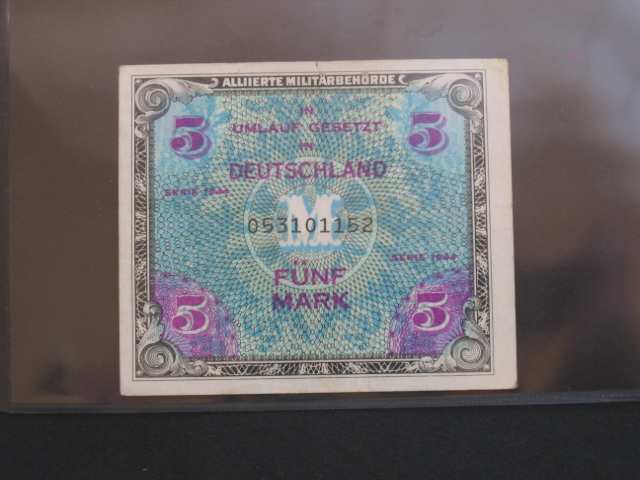 ALLIIERTE MILITÄRBEHÖRDE
5 IN 5
UMLAUF GESETZT
IN
DEUTSCHLAND
SERIE 1944
M
053101152
SERIE 1944
FÜNF
5 MARK 5